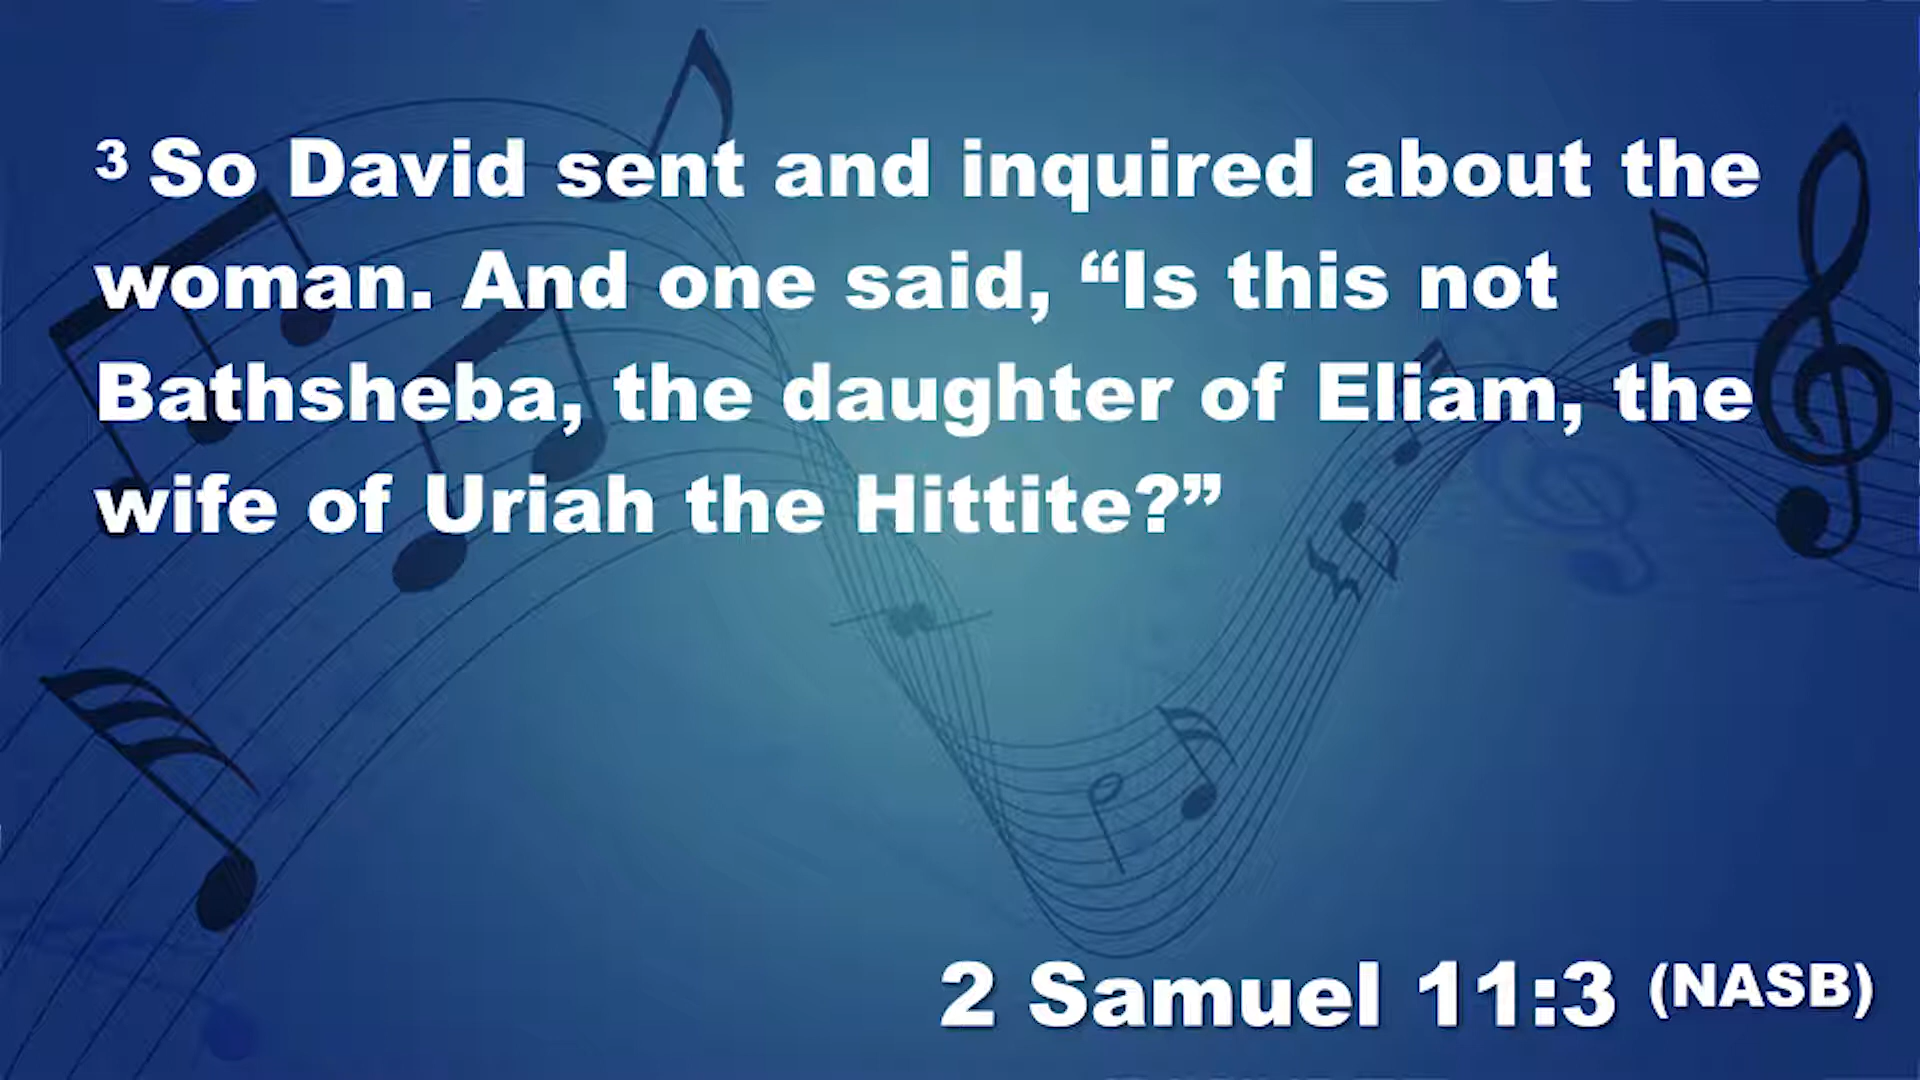 3 So David sent and inquired about the
woman. And one said, “Is this not
Bathsheba, the daughter of Eliam, the
wife of Uriah the Hittite?”
2 Samuel 11:3 (NASB)